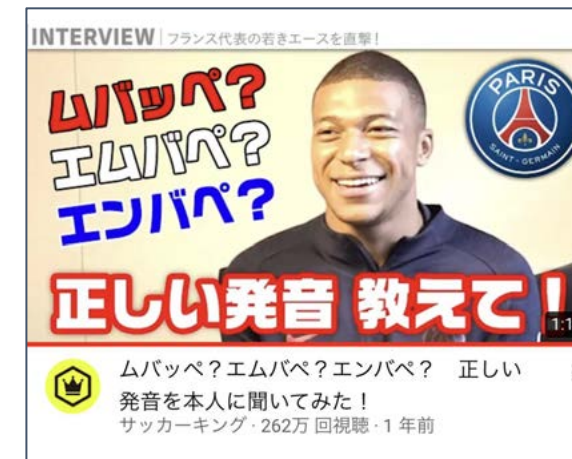 INTERVIEW フランス代表の若きエースを直撃!
ムバッペ?
エムバペ?
エンバペ?
PARIS
SAINT-GERMAIN
正しい発音 教えて!
ムバッペ?エムバペ?エンバペ? 正しい
発音を本人に聞いてみた!
サッカーキング・262万 回視聴・1 年前